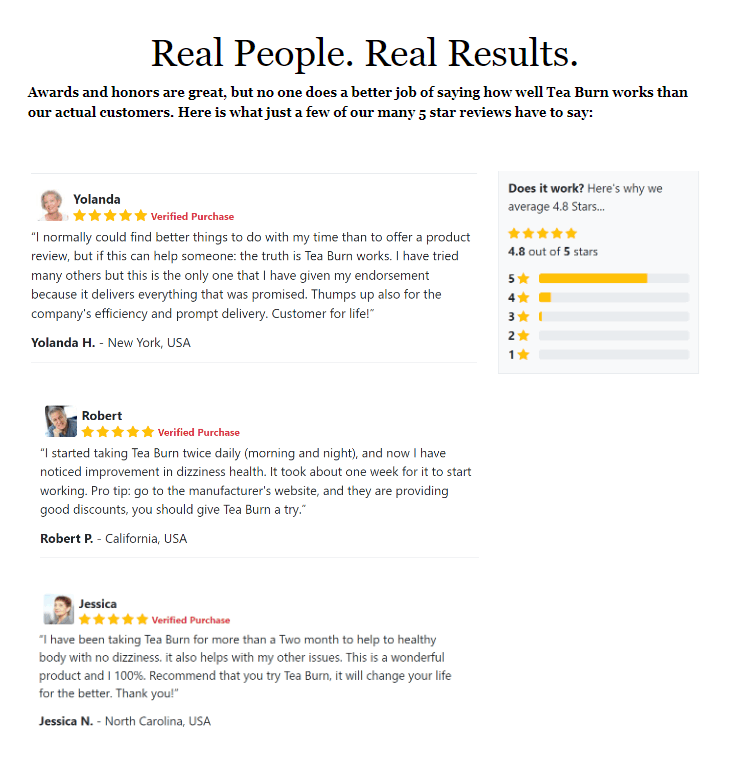 Real People. Real Results.
Awards and honors are great, but no one does a better job of saying how well Tea Burn works than
our actual customers. Here is what just a few of our many 5 star reviews have to say:
Yolanda
Verified Purchase
“I normally could find better things to do with my time than to offer a product
review, but if this can help someone: the truth is Tea Burn works. I have tried
many others but this is the only one that I have given my endorsement
because it delivers everything that was promised. Thumps up also for the
company's efficiency and prompt delivery. Customer for life!”
Yolanda H. - New York, USA
Does it work? Here's why we
average 4.8 Stars...
4.8 out of 5 stars
5
4
3
2
1
Robert
Verified Purchase
“I started taking Tea Burn twice daily (morning and night), and now I have
noticed improvement in dizziness health. It took about one week for it to start
working. Pro tip: go to the manufacturer's website, and they are providing
good discounts, you should give Tea Burn a try.”
Robert P. - California, USA
Jessica
Verified Purchase
“I have been taking Tea Burn for more than a Two month to help to healthy
body with no dizziness. it also helps with my other issues. This is a wonderful
product and I 100%. Recommend that you try Tea Burn, it will change your life
for the better. Thank you!”
Jessica N. - North Carolina, USA